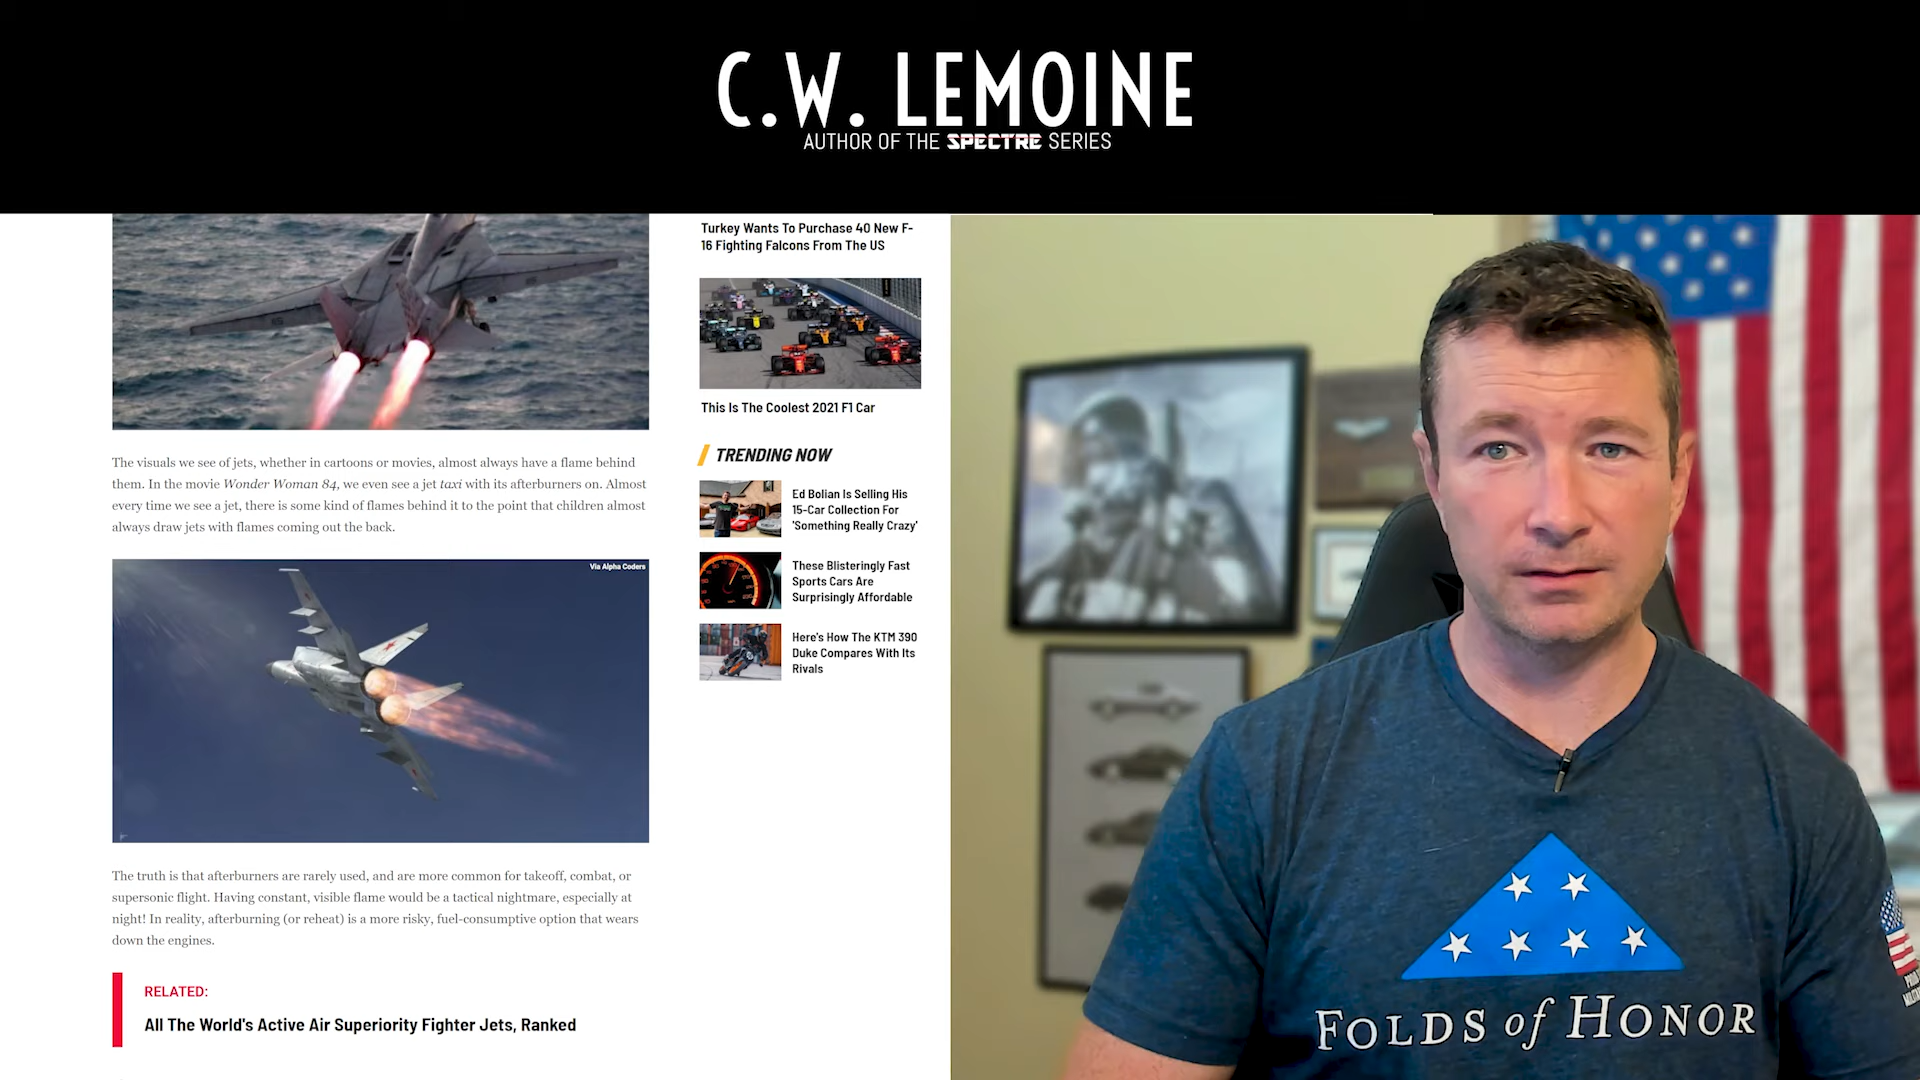 C.W. LEMOINE
AUTHOR OF THE SPECTRE SERIES
Turkey Wants To Purchase 40 New F-
16 Fighting Falcons From The US
This Is The Coolest 2021 F1 Car
TRENDING NOW
Ed Bolian Is Selling His
15-Car Collection For
'Something Really Crazy'
These Blisteringly Fast
Sports Cars Are
Surprisingly Affordable
Here's How The KTM 390
Duke Compares With Its
Rivals
The visuals we see of jets, whether in cartoons or movies, almost always have a flame behind
them. In the movie Wonder Woman 84, we even see a jet taxi with its afterburners on. Almost
every time we see a jet, there is some kind of flames behind it to the point that children almost
always draw jets with flames coming out the back.
Via Alpha Coders
The truth is that afterburners are rarely used, and are more common for takeoff, combat, or
supersonic flight. Having constant, visible flame would be a tactical nightmare, especially at
night! In reality, afterburning (or reheat) is a more risky, fuel-consumptive option that wears
down the engines.
RELATED:
All The World's Active Air Superiority Fighter Jets, Ranked
FOLDS of HONOR